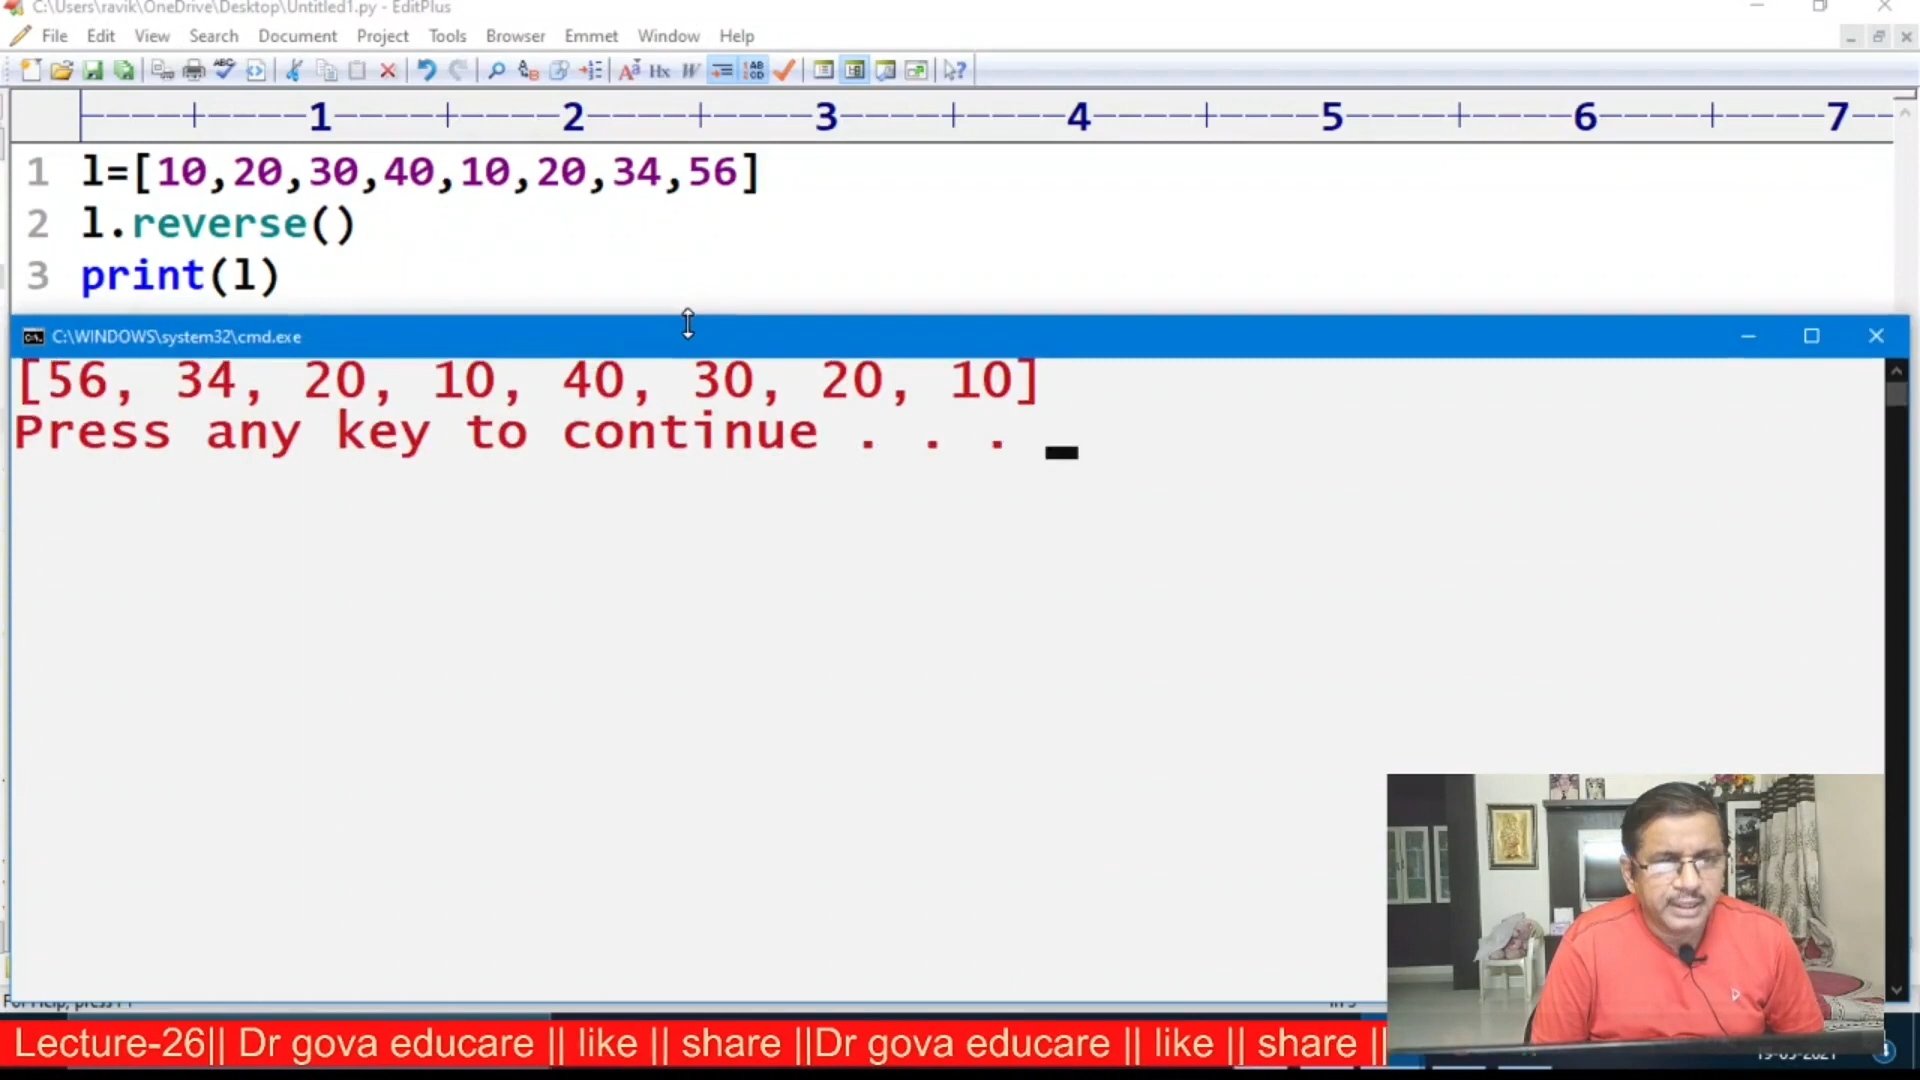 C:\Users\ravik\OneDrive\Desktop\Untitled1.py - EditPlus
File Edit View Search Document Project Tools Browser Emmet Window Help
1 2 3 4 5 6 7
1 l=[10,20,30,40,10,20,34,56]
2 l.reverse()
3 print(l)
C:\WINDOWS\system32\cmd.exe
[56, 34, 20, 10, 40, 30, 20, 10]
Press any key to continue . . .
Lecture-26|| Dr gova educare || like || share ||Dr gova educare || like || share ||